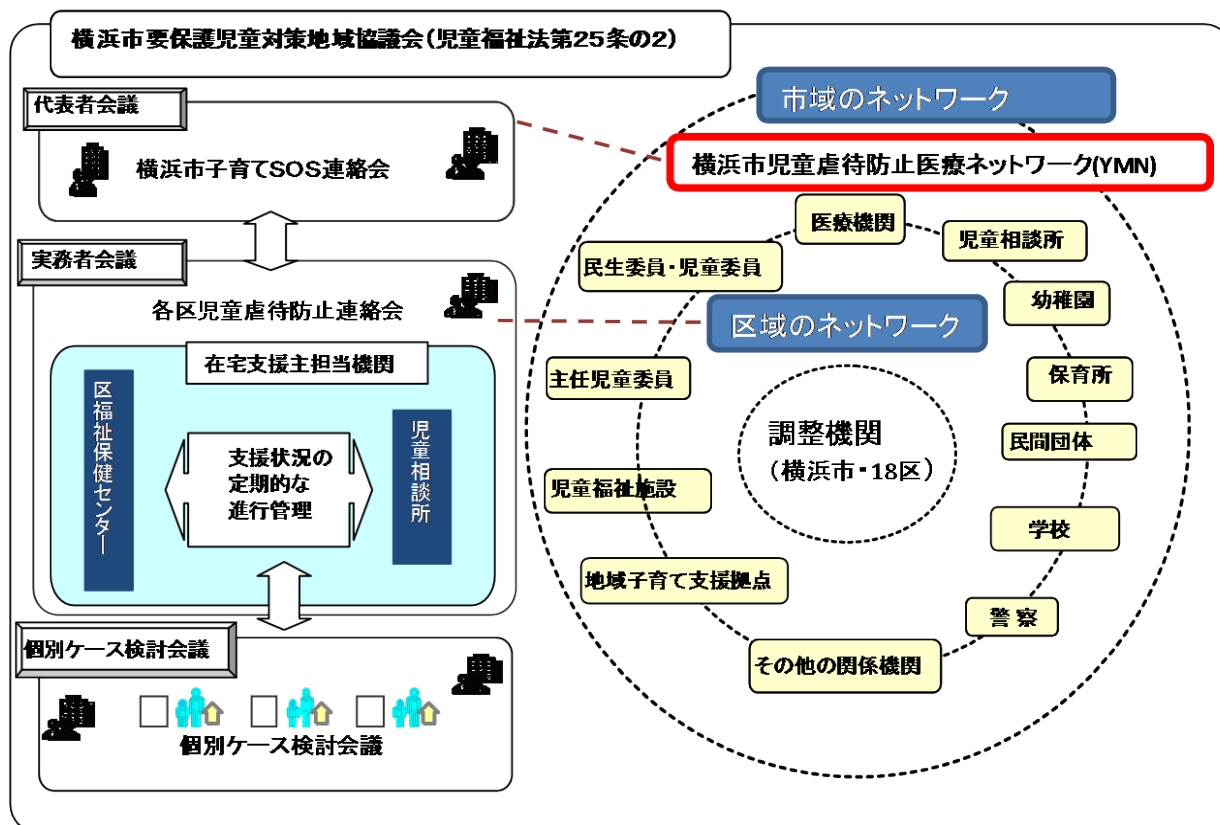 横浜市要保護児童対策地域協議会(児童福祉法第25条の2)
代表者会議
横浜市子育てSOS連絡会
実務者会議
各区児童虐待防止連絡会
在宅支援主担当機関
区福祉保健センター
支援状況の
定期的な
進行管理
児童相談所
個別ケース検討会議
個別ケース検討会議
市域のネットワーク
横浜市児童虐待防止医療ネットワーク(YMN)
医療機関
児童相談所
民生委員・児童委員
幼稚園
区域のネットワーク
主任児童委員
保育所
調整機関
(横浜市・18区)
民間団体
児童福祉施設
学校
地域子育て支援拠点
警察
その他の関係機関